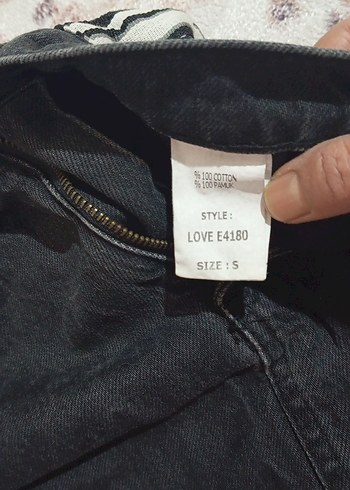 % 100 COTTON
% 100 PAMUK
STYLE :
LOVE E4180
SIZE : S